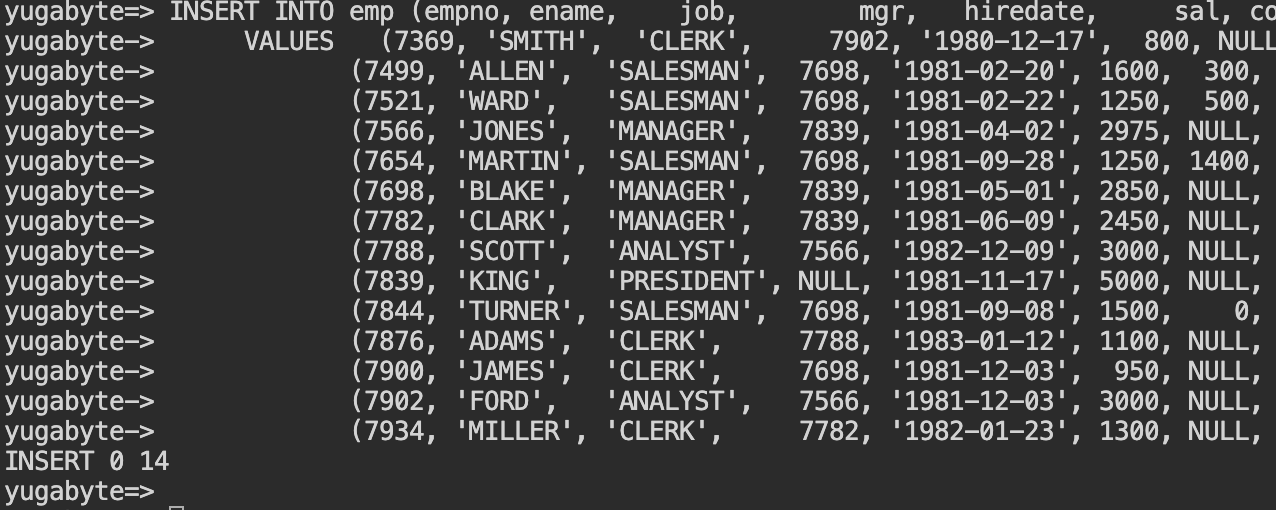 yugabyte=> INSERT INTO emp (empno, ename,    job,        mgr,   hiredate,     sal, co
yugabyte->      VALUES   (7369, 'SMITH',  'CLERK',     7902, '1980-12-17',  800, NULL
yugabyte->             (7499, 'ALLEN',  'SALESMAN',  7698, '1981-02-20', 1600,  300,
yugabyte->             (7521, 'WARD',   'SALESMAN',  7698, '1981-02-22', 1250,  500,
yugabyte->             (7566, 'JONES',  'MANAGER',   7839, '1981-04-02', 2975, NULL,
yugabyte->             (7654, 'MARTIN', 'SALESMAN',  7698, '1981-09-28', 1250, 1400,
yugabyte->             (7698, 'BLAKE',  'MANAGER',   7839, '1981-05-01', 2850, NULL,
yugabyte->             (7782, 'CLARK',  'MANAGER',   7839, '1981-06-09', 2450, NULL,
yugabyte->             (7788, 'SCOTT',  'ANALYST',   7566, '1982-12-09', 3000, NULL,
yugabyte->             (7839, 'KING',   'PRESIDENT', NULL, '1981-11-17', 5000, NULL,
yugabyte->             (7844, 'TURNER', 'SALESMAN',  7698, '1981-09-08', 1500,    0,
yugabyte->             (7876, 'ADAMS',  'CLERK',     7788, '1983-01-12', 1100, NULL,
yugabyte->             (7900, 'JAMES',  'CLERK',     7698, '1981-12-03',  950, NULL,
yugabyte->             (7902, 'FORD',   'ANALYST',   7566, '1981-12-03', 3000, NULL,
yugabyte->             (7934, 'MILLER', 'CLERK',     7782, '1982-01-23', 1300, NULL,
INSERT 0 14
yugabyte=>